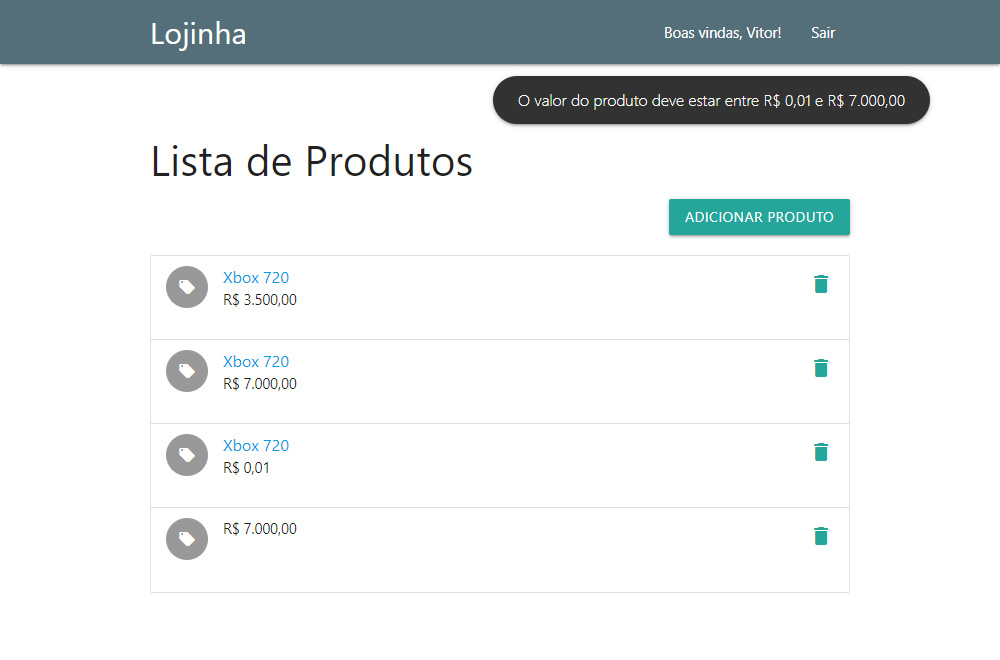 Lojinha
Boas vindas, Vitor!
Sair
O valor do produto deve estar entre R$ 0,01 e R$ 7.000,00
Lista de Produtos
ADICIONAR PRODUTO
Xbox 720
R$ 3.500,00
Xbox 720
R$ 7.000,00
Xbox 720
R$ 0,01
R$ 7.000,00